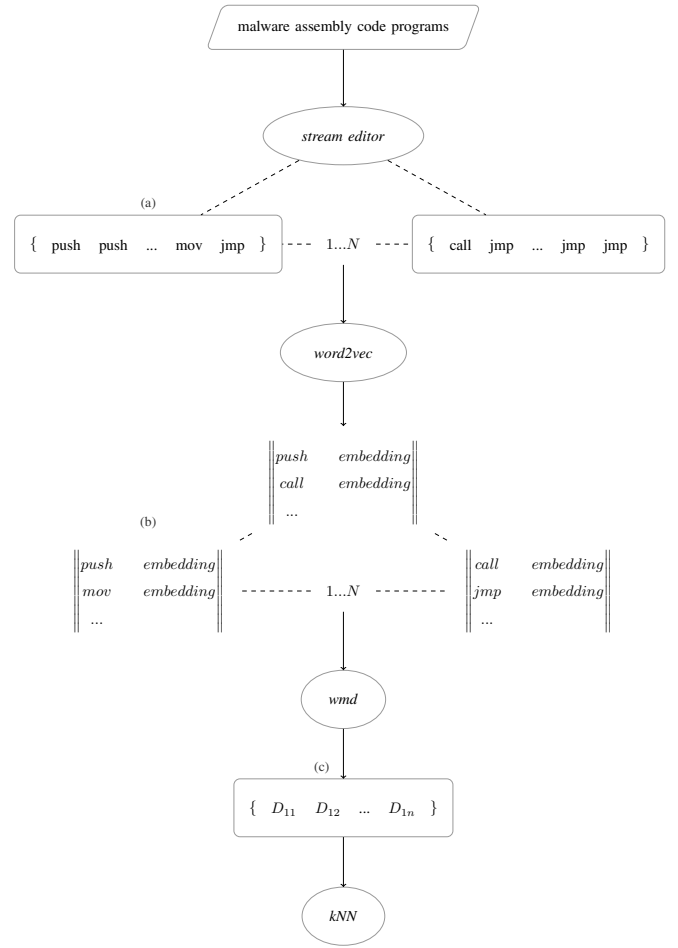 malware assembly code programs
stream editor
(a)
{ push push ... mov jmp }
1...N
{ call jmp ... jmp jmp }
word2vec
push embedding
call embedding
...
(b)
push embedding
mov embedding
...
1...N
call embedding
jmp embedding
...
wmd
(c)
{ D11 D12 ... D1n }
kNN